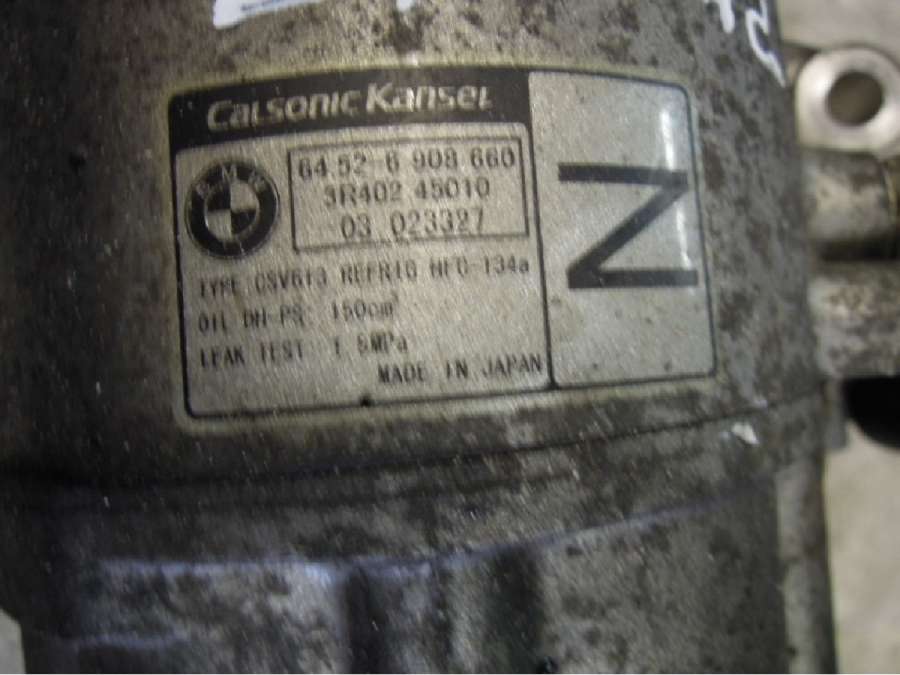 CALSONIC KANSEI
BMW
64.52 6 908 660
3R402 45010
03 023327
TYPE CSV613 REFRIG HFC-134a
OIL DH-PS: 150cm³
LEAK TEST 1.8MPa
MADE IN JAPAN
N